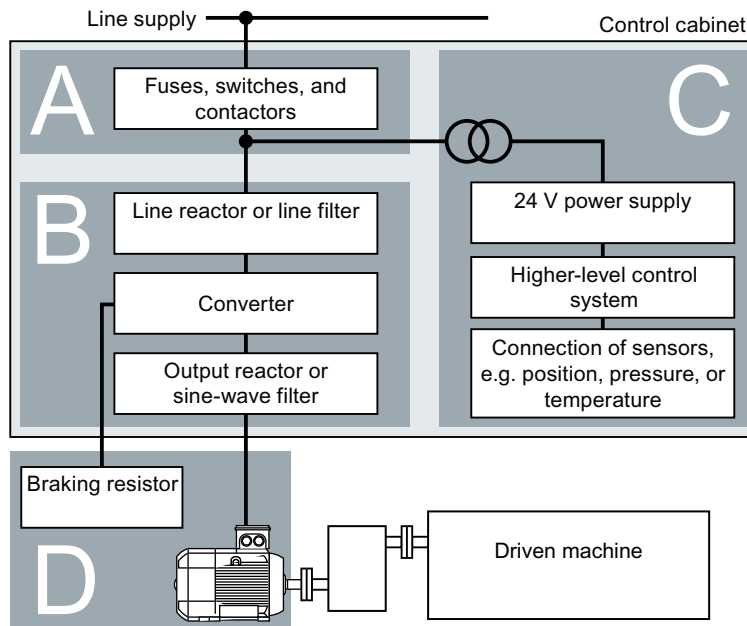 Line supply
Control cabinet
A
Fuses, switches, and
contactors
C
B
Line reactor or line filter
24 V power supply
Converter
Higher-level control
system
Output reactor or
sine-wave filter
Connection of sensors,
e.g. position, pressure, or
temperature
Braking resistor
D
Driven machine